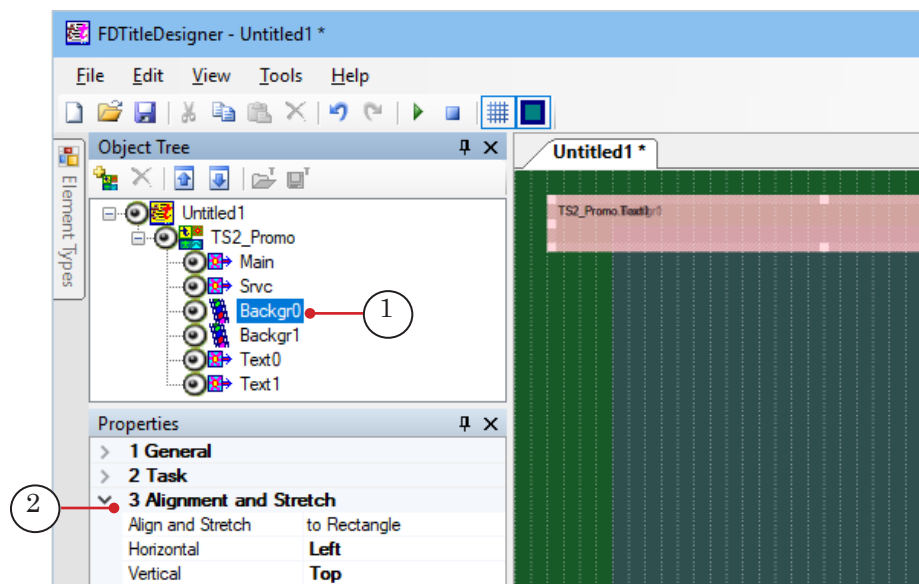 FDTitleDesigner - Untitled1 *
File Edit View Tools Help
Object Tree
Untitled1 *
Element Types
Untitled1
TS2_Promo
Main
Srvc
Backgr0
1
Backgr1
Text0
Text1
TS2_Promo.
Properties
1 General
2 Task
2
3 Alignment and Stretch
Align and Stretch to Rectangle
Horizontal Left
Vertical Top